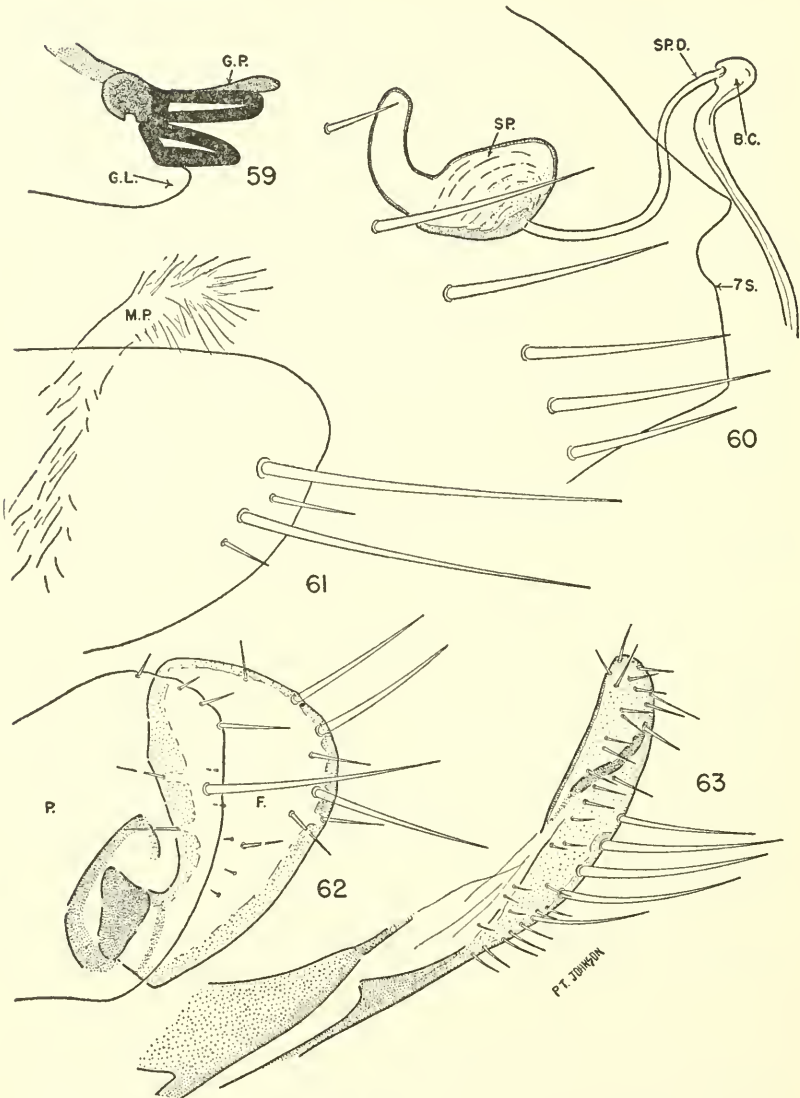 G.P.
G.L.
59
SP.
SP.D.
B.C.
7 S.
60
M.P.
61
P.
F.
62
63
P.T. JOHNSON